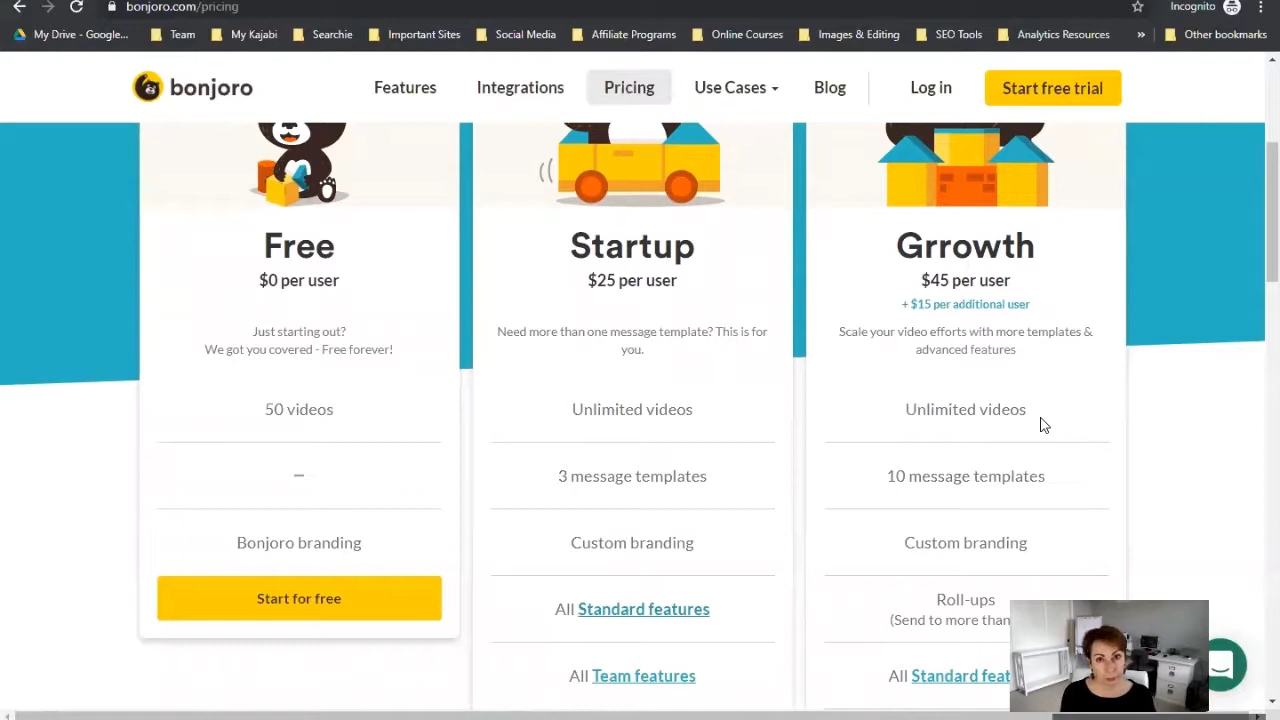 bonjoro.com/pricing
Incognito
My Drive - Google...
Team
My Kajabi
Searchie
Important Sites
Social Media
Affiliate Programs
Online Courses
Images & Editing
SEO Tools
Analytics Resources
»
Other bookmarks
bonjoro
Features
Integrations
Pricing
Use Cases
Blog
Log in
Start free trial
Free
$0 per user
Just starting out?
We got you covered - Free forever!
50 videos
–
Bonjoro branding
Start for free
Startup
$25 per user
Need more than one message template? This is for
you.
Unlimited videos
3 message templates
Custom branding
All Standard features
All Team features
Grrowth
$45 per user
+ $15 per additional user
Scale your video efforts with more templates &
advanced features
Unlimited videos
10 message templates
Custom branding
Roll-ups
(Send to more than
All Standard feat